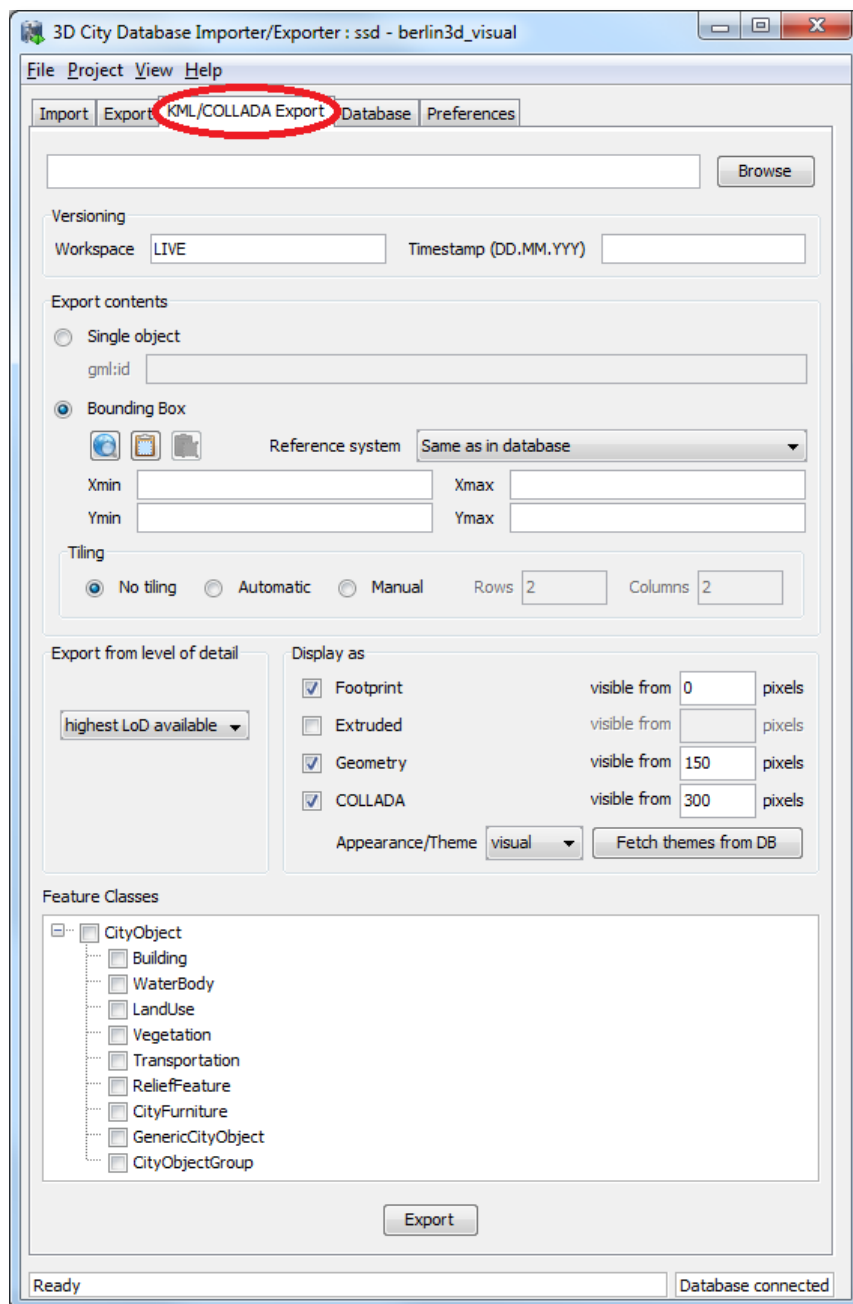 3D City Database Importer/Exporter : ssd - berlin3d_visual
File Project View Help
Import Export KML/COLLADA Export Database Preferences
Browse
Versioning
Workspace LIVE Timestamp (DD.MM.YYY)
Export contents
Single object
gml:id
Bounding Box
Reference system Same as in database
Xmin Xmax
Ymin Ymax
Tiling
No tiling Automatic Manual Rows 2 Columns 2
Export from level of detail Display as
Footprint visible from 0 pixels
highest LoD available Extruded visible from pixels
Geometry visible from 150 pixels
COLLADA visible from 300 pixels
Appearance/Theme visual Fetch themes from DB
Feature Classes
CityObject
Building
WaterBody
LandUse
Vegetation
Transportation
ReliefFeature
CityFurniture
GenericCityObject
CityObjectGroup
Export
Ready Database connected